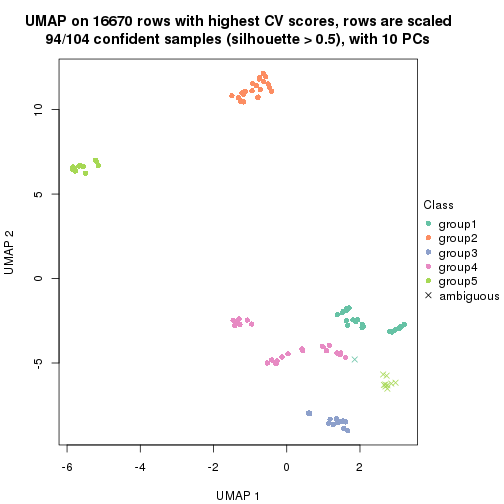 UMAP on 16670 rows with highest CV scores, rows are scaled
94/104 confident samples (silhouette > 0.5), with 10 PCs
10
5
0
-5
UMAP 2
-6
-4
-2
0
2
UMAP 1
Class
group1
group2
group3
group4
group5
ambiguous